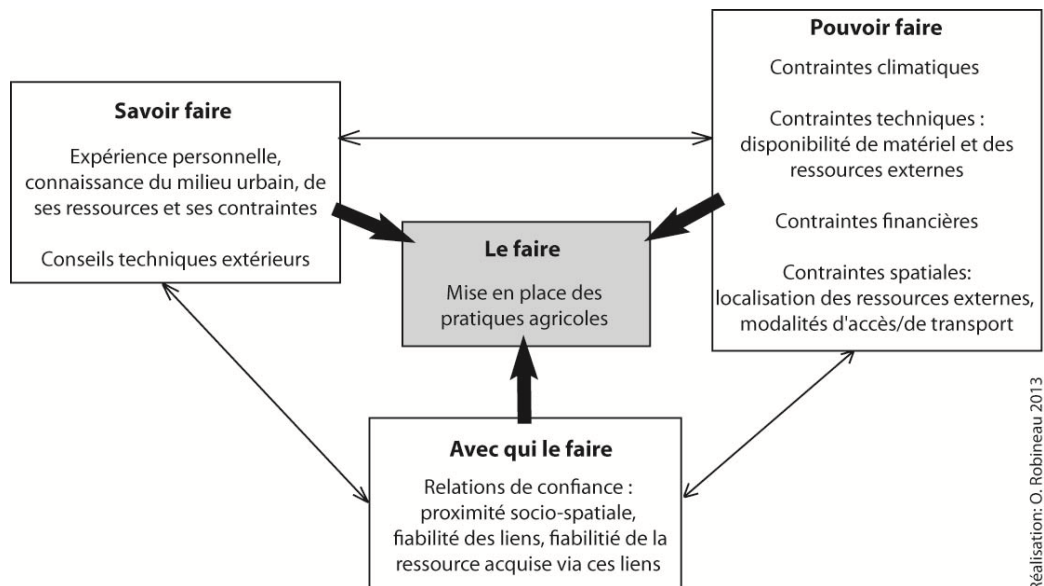 Savoir faire
Expérience personnelle,
connaissance du milieu urbain, de
ses ressources et ses contraintes
Conseils techniques extérieurs
Pouvoir faire
Contraintes climatiques
Contraintes techniques :
disponibilité de matériel et des
ressources externes
Contraintes financières
Contraintes spatiales:
localisation des ressources externes,
modalités d'accès/de transport
Le faire
Mise en place des
pratiques agricoles
Avec qui le faire
Relations de confiance :
proximité socio-spatiale,
fiabilité des liens, fiabilitié de la
ressource acquise via ces liens
Réalisation: O. Robineau 2013